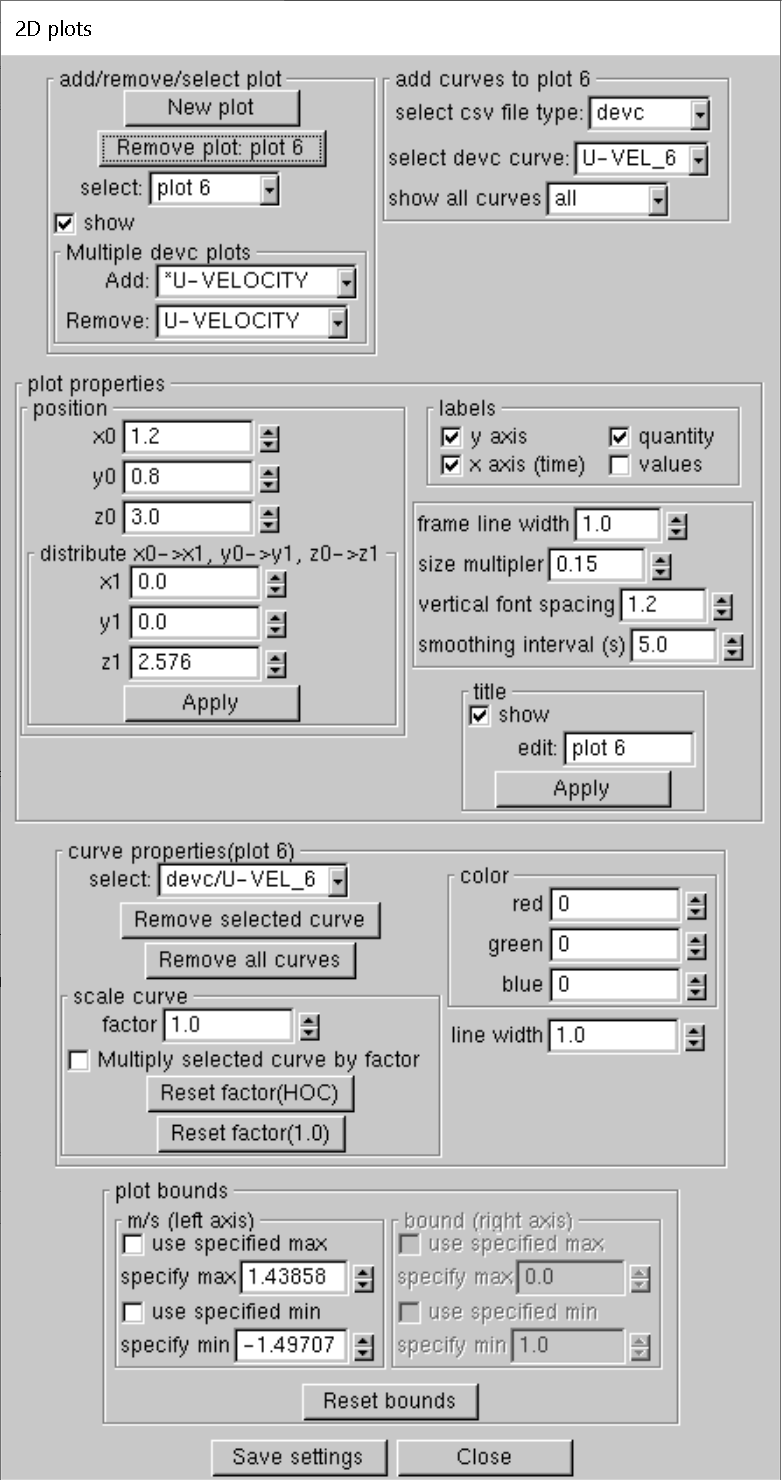 2D plots
add/remove/select plot
New plot
Remove plot: plot 6
select: plot 6
show
Multiple devc plots
Add: *U-VELOCITY
Remove: U-VELOCITY
add curves to plot 6
select csv file type: devc
select devc curve: U-VEL_6
show all curves all
plot properties
position
x0 1.2
y0 0.8
z0 3.0
distribute x0->x1, y0->y1, z0->z1
x1 0.0
y1 0.0
z1 2.576
Apply
labels
y axis quantity
x axis (time) values
frame line width 1.0
size multipler 0.15
vertical font spacing 1.2
smoothing interval (s) 5.0
title
show
edit: plot 6
Apply
curve properties(plot 6)
select: devc/U-VEL_6
Remove selected curve
Remove all curves
scale curve
factor 1.0
Multiply selected curve by factor
Reset factor(HOC)
Reset factor(1.0)
color
red 0
green 0
blue 0
line width 1.0
plot bounds
m/s (left axis)
use specified max
specify max 1.43858
use specified min
specify min -1.49707
bound (right axis)
use specified max
specify max 0.0
use specified min
specify min 1.0
Reset bounds
Save settings Close